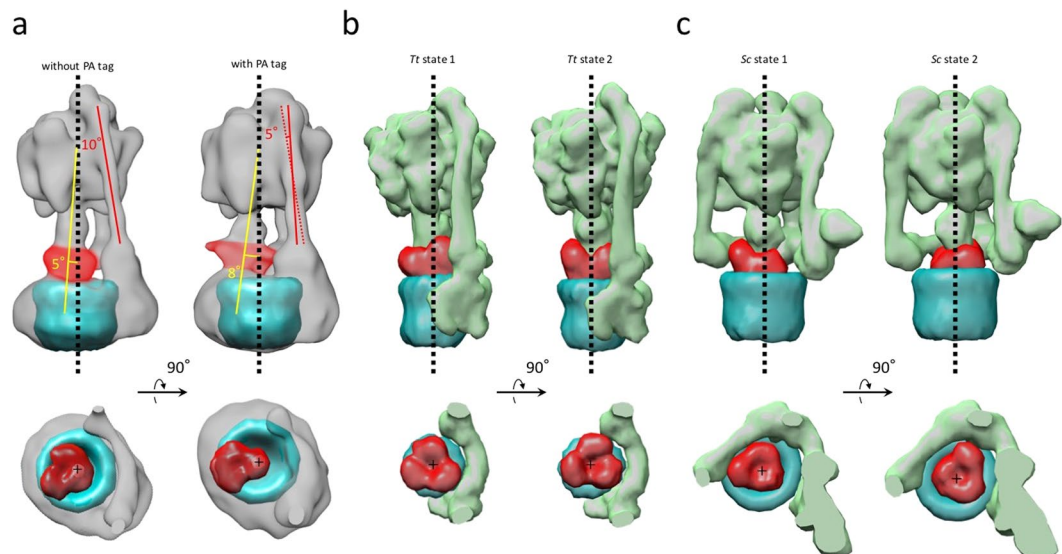 a
b
c
without PA tag
with PA tag
Tt state 1
Tt state 2
Sc state 1
Sc state 2
10°
5°
5°
8°
90°
90°
90°